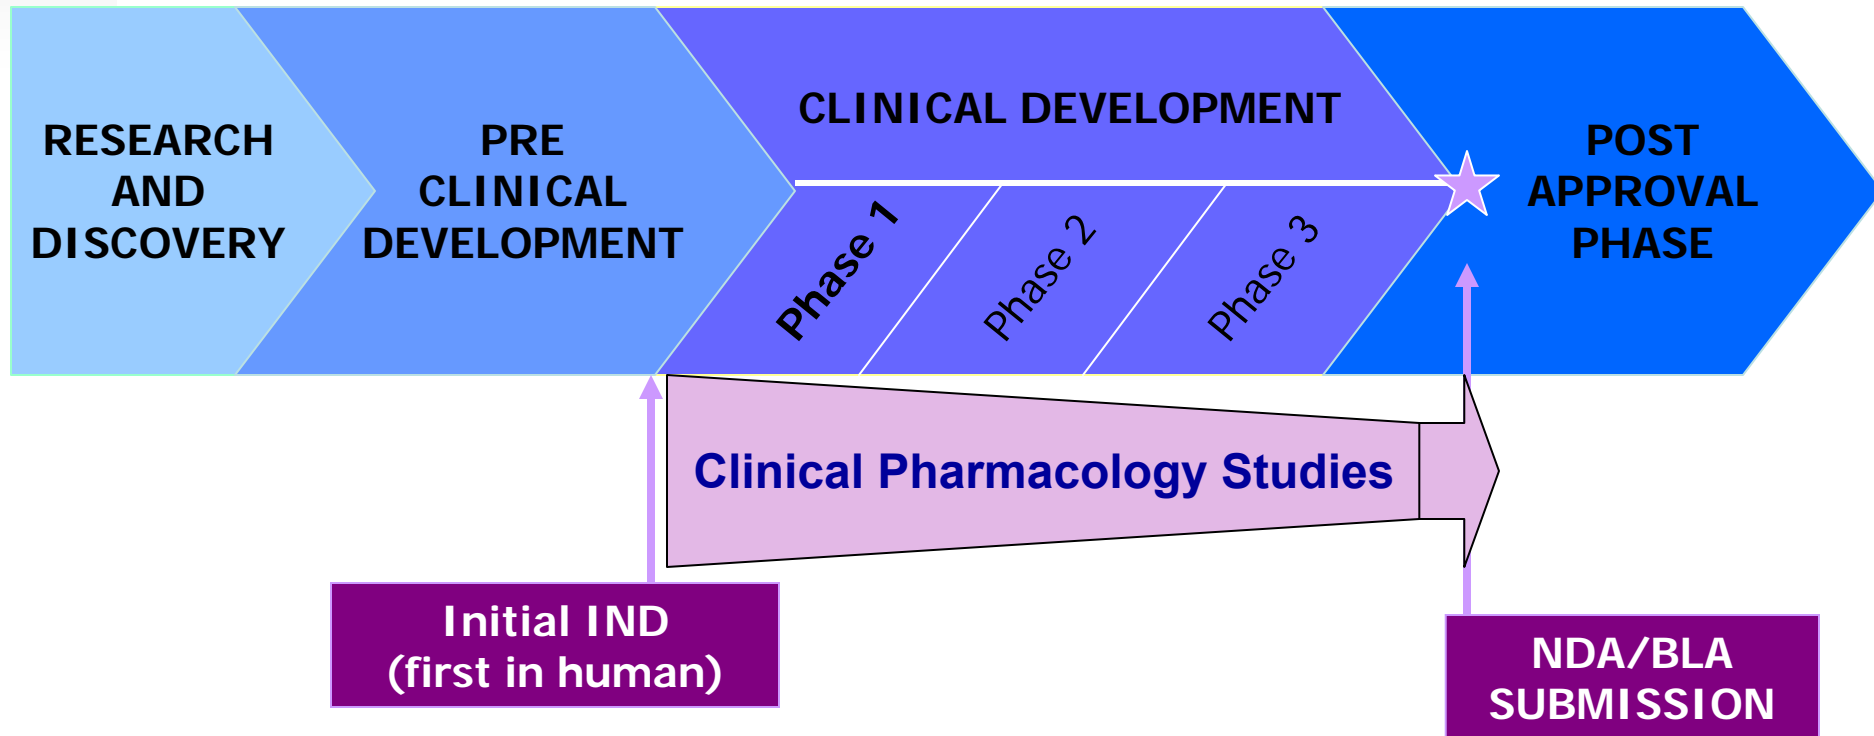 RESEARCH
AND
DISCOVERY
PRE
CLINICAL
DEVELOPMENT
CLINICAL DEVELOPMENT
Phase 1
Phase 2
Phase 3
POST
APPROVAL
PHASE
Clinical Pharmacology Studies
Initial IND
(first in human)
NDA/BLA
SUBMISSION